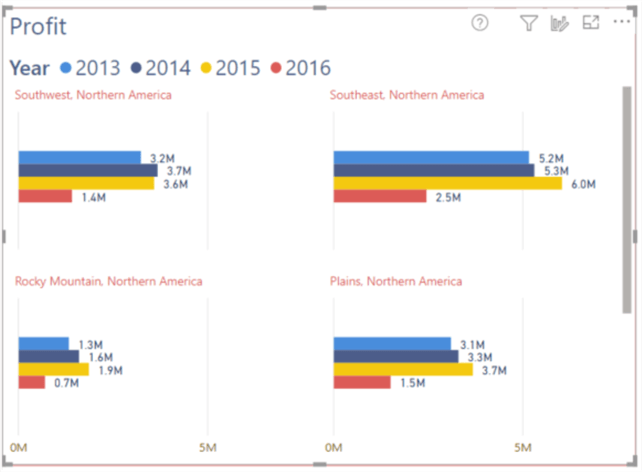 Profit
Year 2013 2014 2015 2016
Southwest, Northern America
3.2M
3.7M
3.6M
1.4M
Southeast, Northern America
5.2M
5.3M
6.0M
2.5M
Rocky Mountain, Northern America
1.3M
1.6M
1.9M
0.7M
Plains, Northern America
3.1M
3.3M
3.7M
1.5M
0M 5M 0M 5M